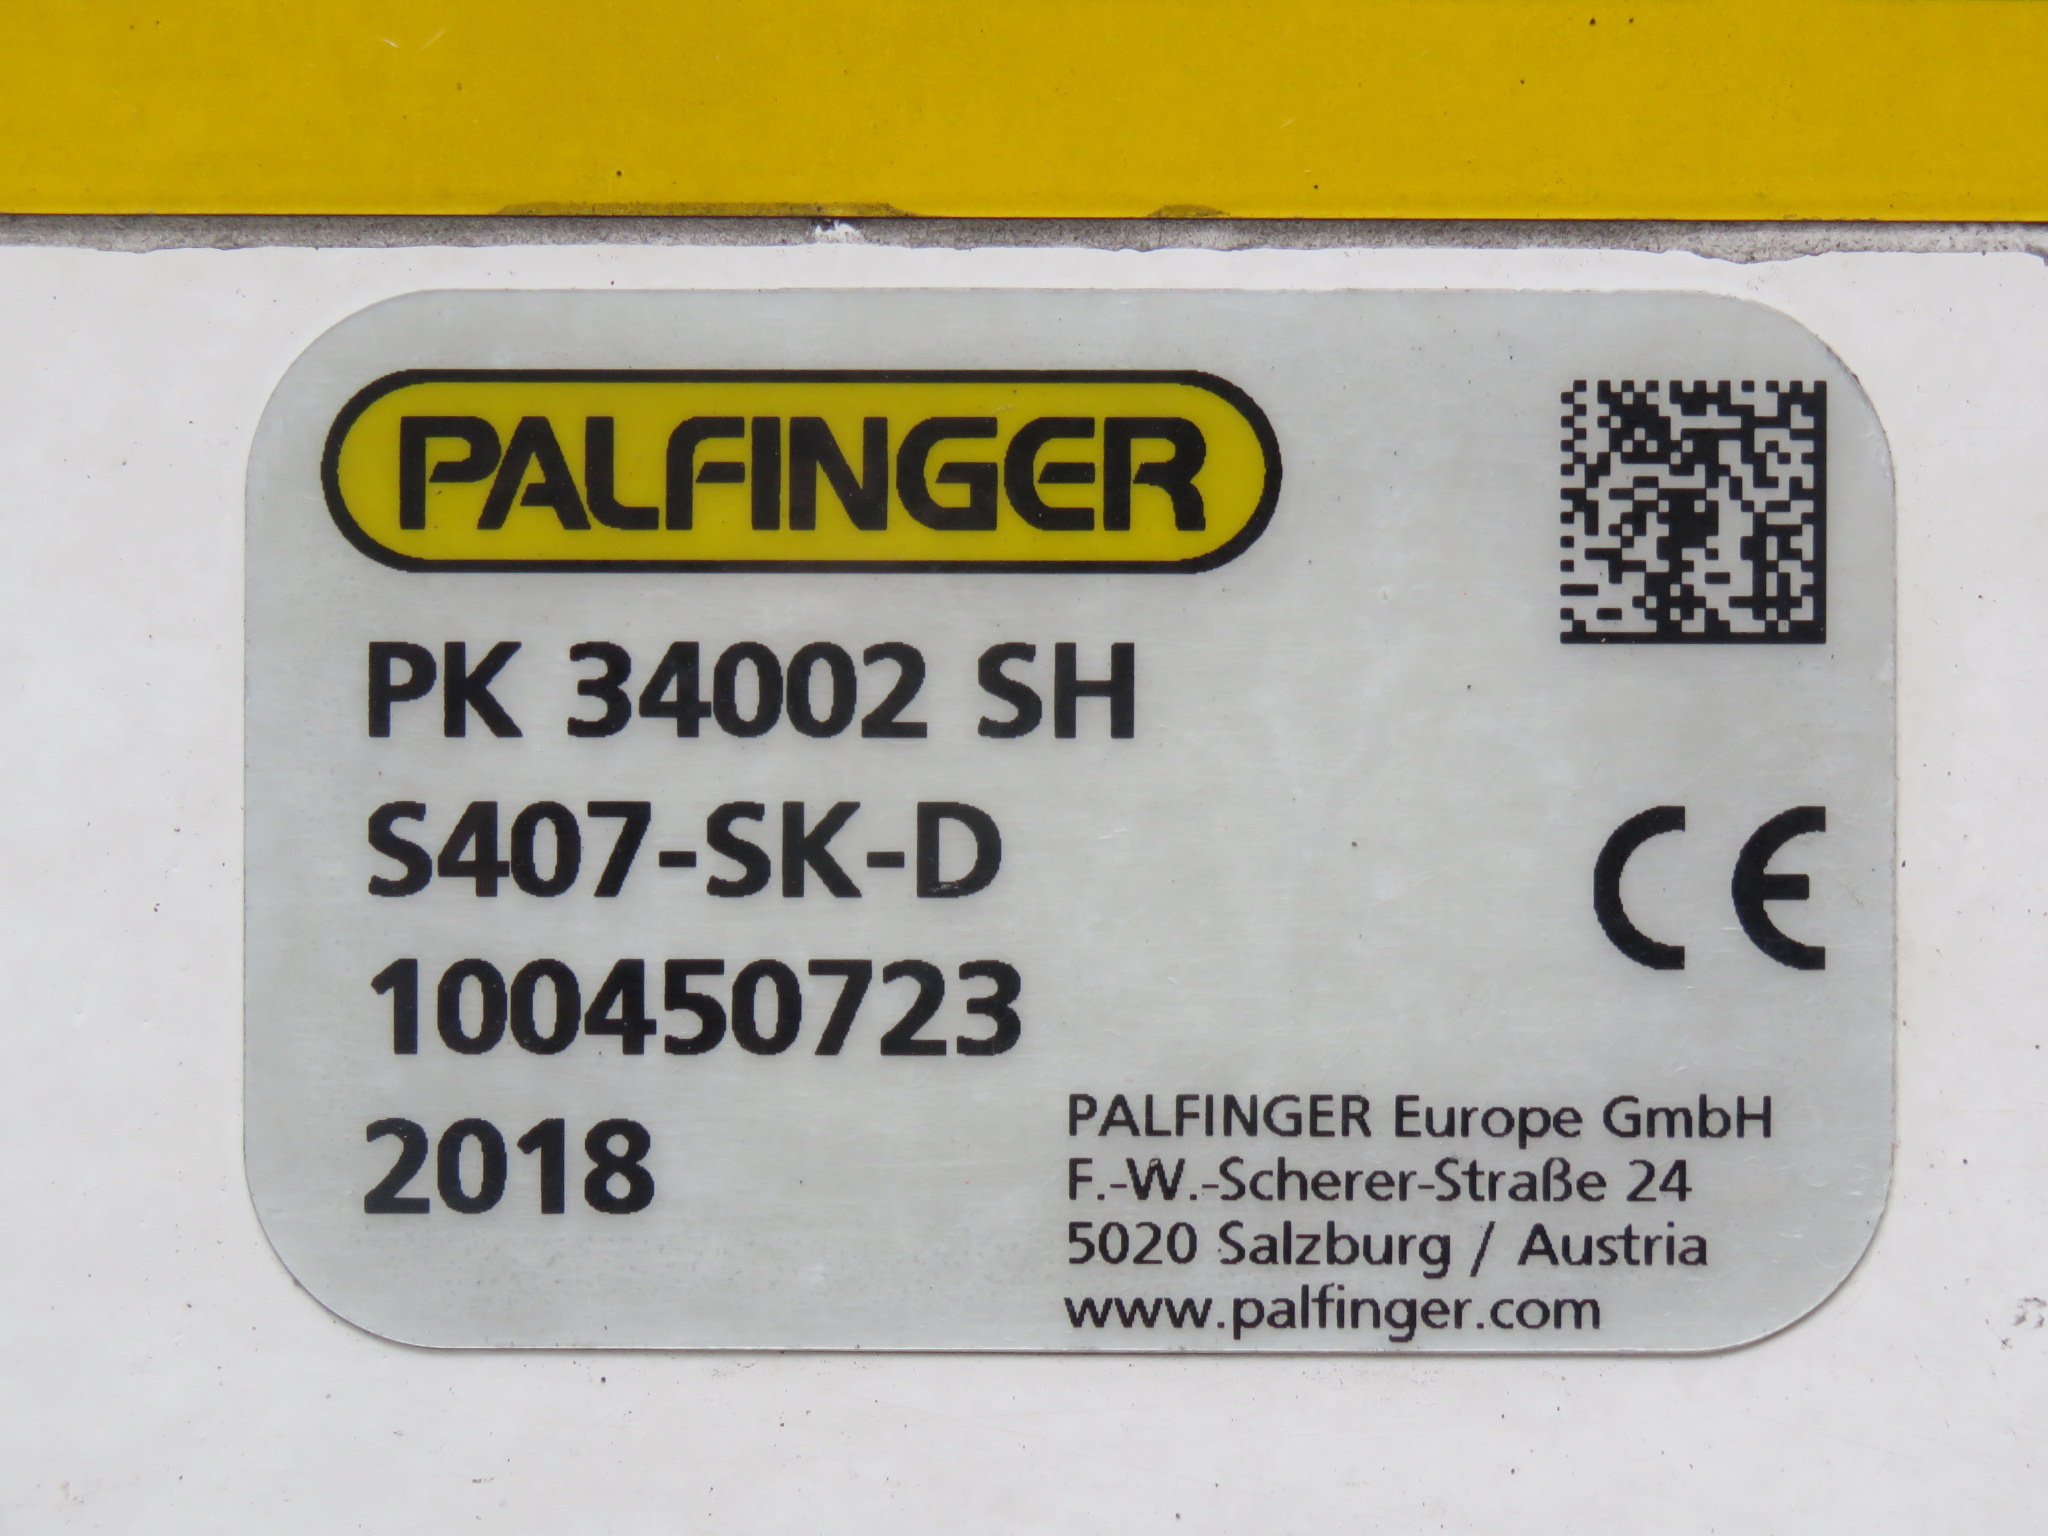 PALFINGER
PK 34002 SH
S407-SK-D
100450723
2018
CE
PALFINGER Europe GmbH
F.-W.-Scherer-Straße 24
5020 Salzburg / Austria
www.palfinger.com